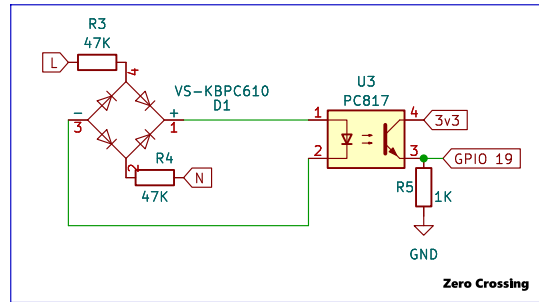 R3
47K
L
4
VS-KBPC610
D1
-
+
3
1
2
R4
N
47K
U3
PC817
1
4
3v3
2
3
GPIO 19
R5
1K
GND
Zero Crossing